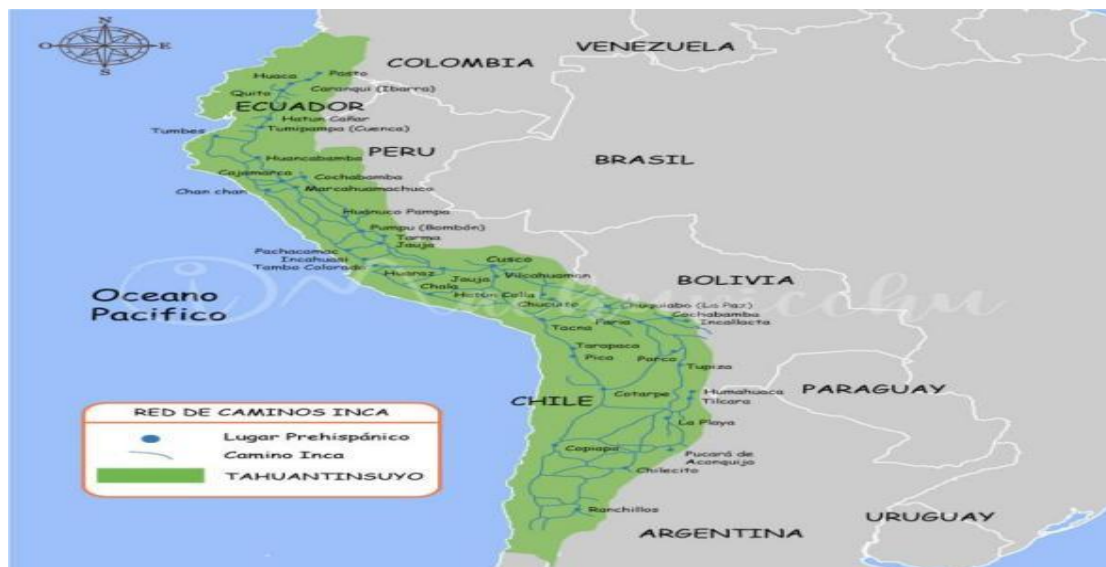 N
O
E
S
VENEZUELA
COLOMBIA
Huaca
Pasto
Quito
Caranqui (Ibarra)
ECUADOR
Hatun Cañar
Tumbes
Tumipampa (Cuenca)
PERU
BRASIL
Huancabamba
Cajamarca
Cochabamba
Chan chan
Marcahuamachuco
Huánuco Pampa
Pumpu (Bombón)
Tarma
Jauja
Pachacamac
Incahuasi
Tambo Colorado
Cusco
Huaraz
Jauja
Vilcahuaman
BOLIVIA
Chala
Hatun Colla
Oceano
Pacifico
Chucuito
Chuquiabo (La Paz)
Cochabamba
Incallacta
Paria
Tacna
Tarapaca
Pica
Parca
Tupiza
CHILE
Catarpe
Humahuaca
Tilcara
PARAGUAY
La Playa
RED DE CAMINOS INCA
Lugar Prehispánico
Camino Inca
TAHUANTINSUYO
Copiapó
Pucará de
Aconquija
Chilecito
Ranchillos
ARGENTINA
URUGUAY